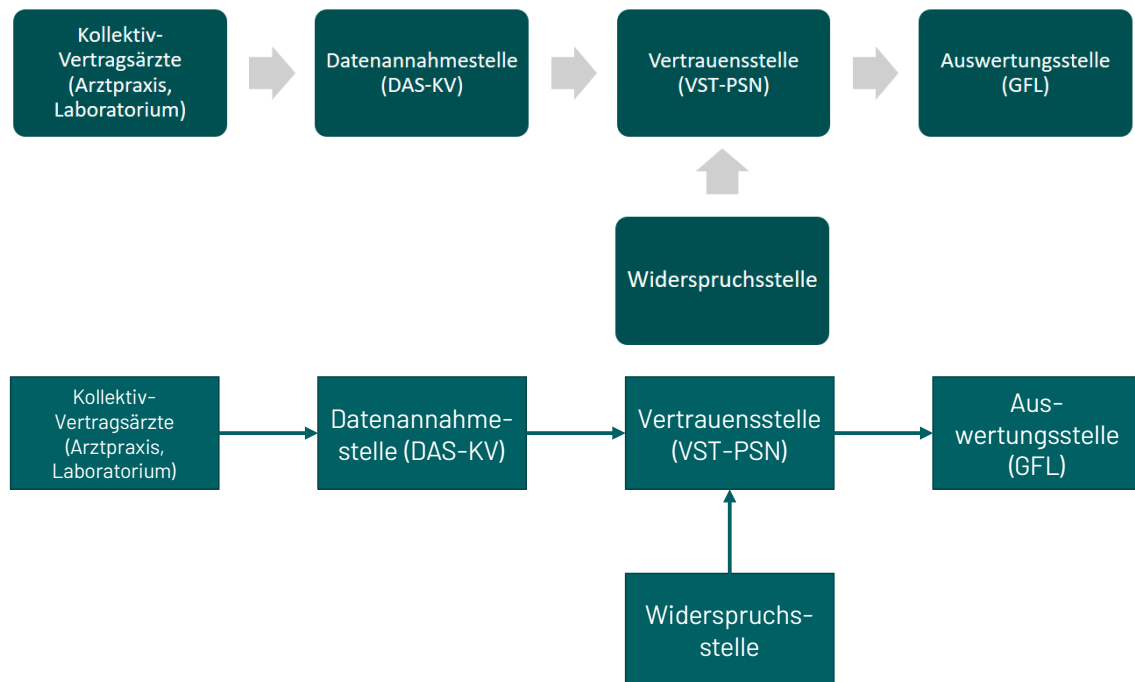 Kollektiv-
Vertragsärzte
(Arztpraxis,
Laboratorium)
Datenannahmestelle
(DAS-KV)
Vertrauensstelle
(VST-PSN)
Auswertungsstelle
(GFL)
Widerspruchsstelle
Kollektiv-
Vertragsärzte
(Arztpraxis,
Laboratorium)
Datenannahme-
stelle (DAS-KV)
Vertrauensstelle
(VST-PSN)
Aus-
wertungsstelle
(GFL)
Widerspruchs-
stelle